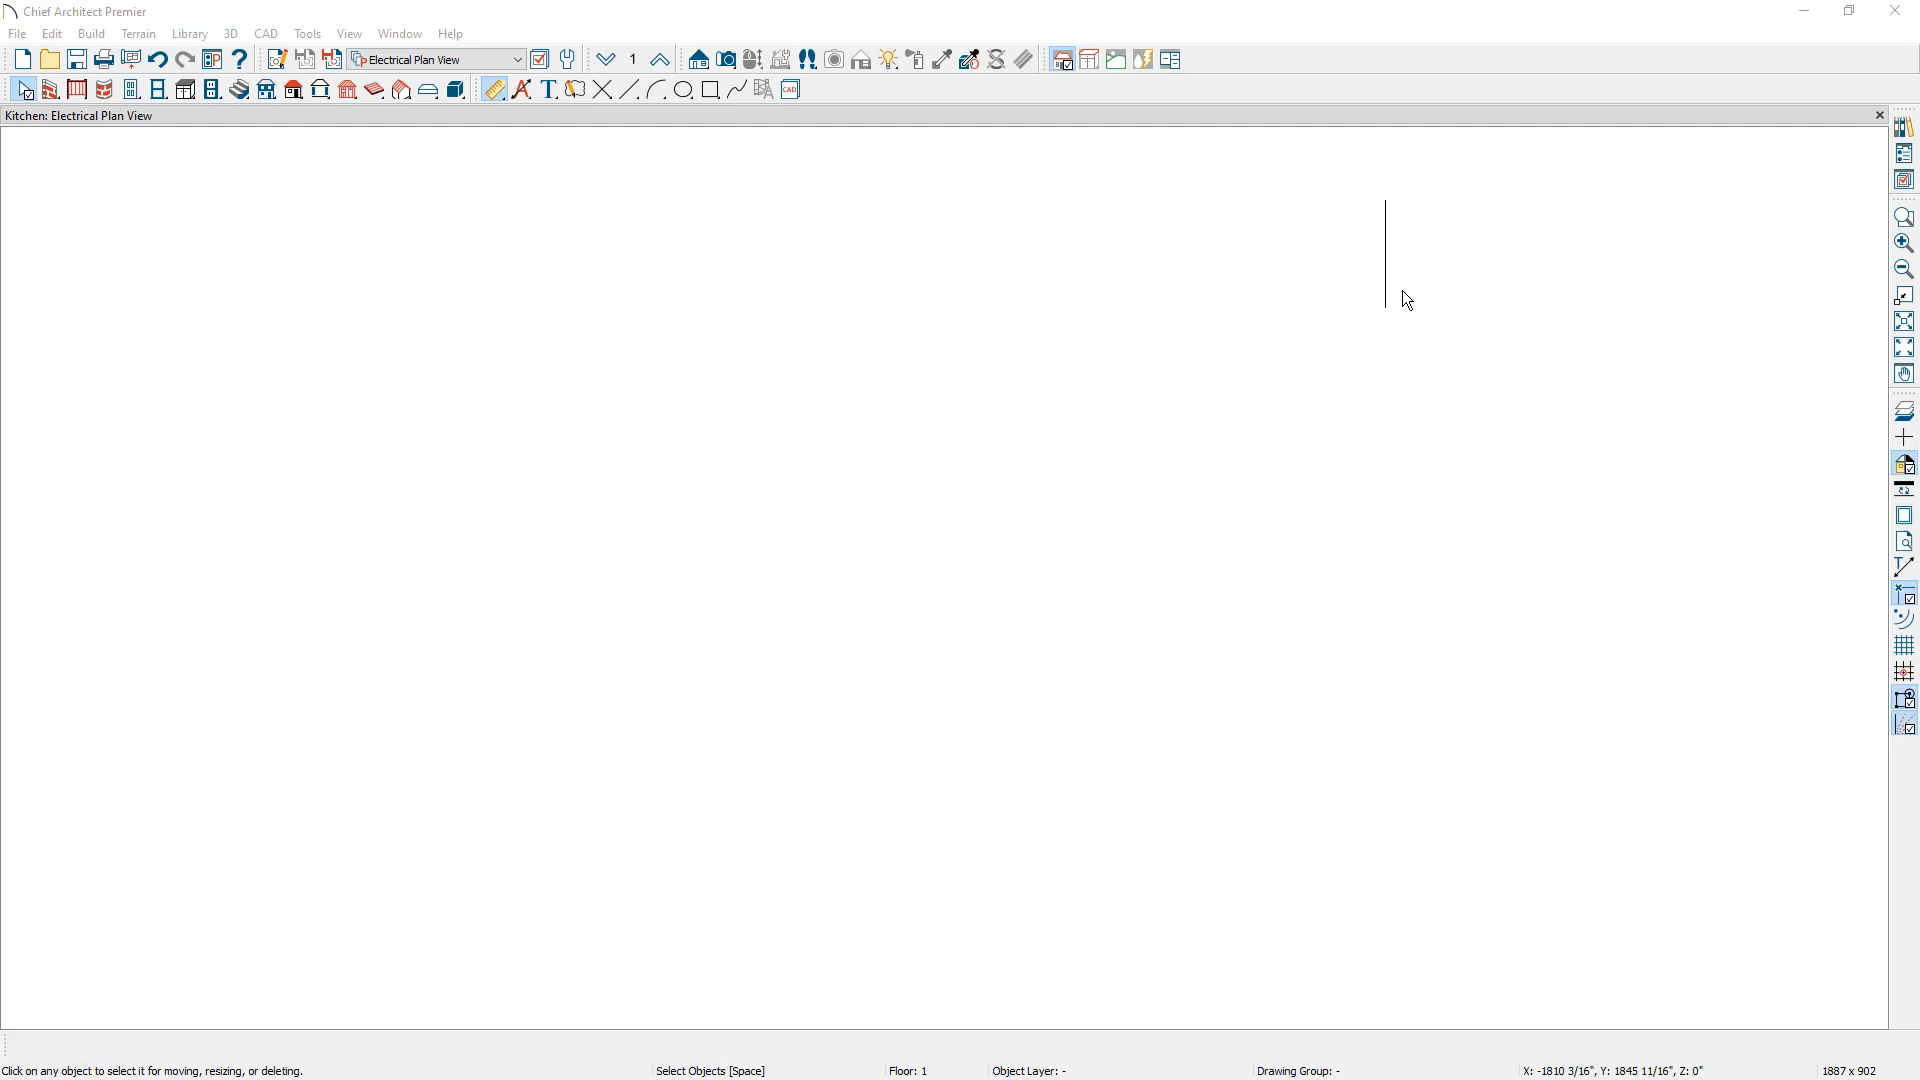 Chief Architect Premier
File Edit Build Terrain Library 3D CAD Tools View Window Help
Electrical Plan View 1
T CAD
Kitchen: Electrical Plan View
T
Click on any object to select it for moving, resizing, or deleting. Select Objects [Space] Floor: 1 Object Layer: - Drawing Group: - X: -1810 3/16", Y: 1845 11/16", Z: 0" 1887 x 902